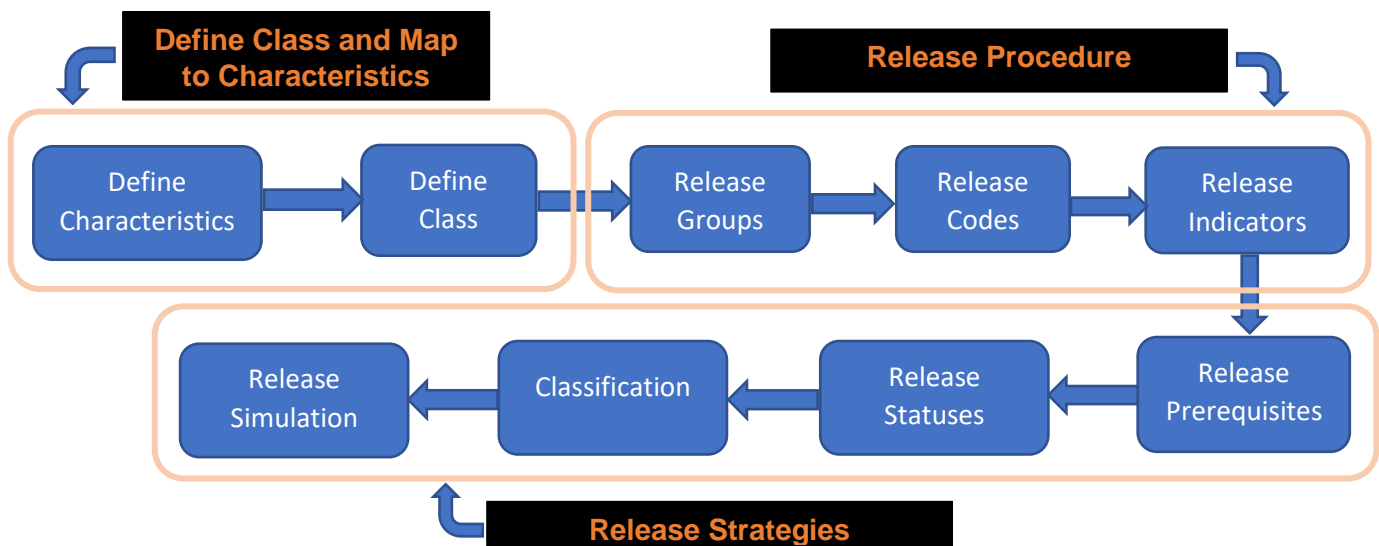 Define Class and Map
to Characteristics
Release Procedure
Define
Characteristics
Define
Class
Release
Groups
Release
Codes
Release
Indicators
Release
Simulation
Classification
Release
Statuses
Release
Prerequisites
Release Strategies